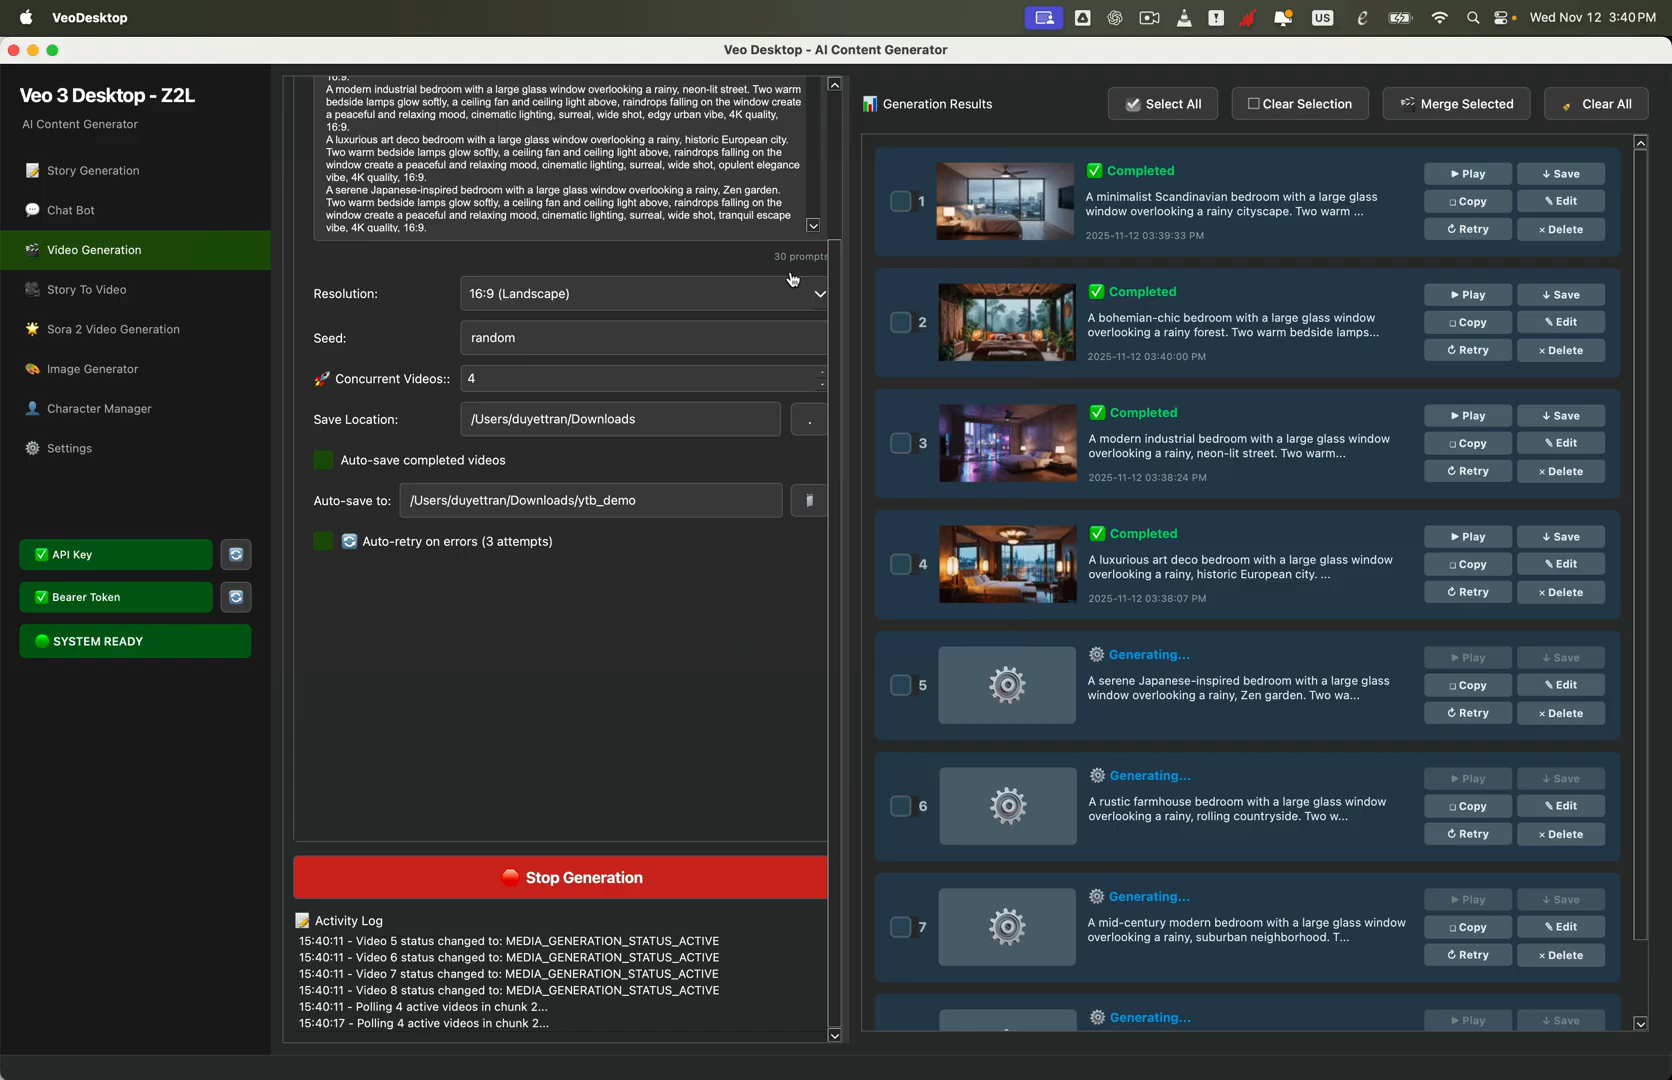 VeoDesktop
US
Wed Nov 12 3:40PM
Veo Desktop - AI Content Generator
Veo 3 Desktop - Z2L
AI Content Generator
Story Generation
Chat Bot
Video Generation
Story To Video
Sora 2 Video Generation
Image Generator
Character Manager
Settings
API Key
Bearer Token
SYSTEM READY
16:9.
A modern industrial bedroom with a large glass window overlooking a rainy, neon-lit street. Two warm
bedside lamps glow softly, a ceiling fan and ceiling light above, raindrops falling on the window create
a peaceful and relaxing mood, cinematic lighting, surreal, wide shot, edgy urban vibe, 4K quality,
16:9.
A luxurious art deco bedroom with a large glass window overlooking a rainy, historic European city.
Two warm bedside lamps glow softly, a ceiling fan and ceiling light above, raindrops falling on the
window create a peaceful and relaxing mood, cinematic lighting, surreal, wide shot, opulent elegance
vibe, 4K quality, 16:9.
A serene Japanese-inspired bedroom with a large glass window overlooking a rainy, Zen garden.
Two warm bedside lamps glow softly, a ceiling fan and ceiling light above, raindrops falling on the
window create a peaceful and relaxing mood, cinematic lighting, surreal, wide shot, tranquil escape
vibe, 4K quality, 16:9.
30 prompts
Resolution: 16:9 (Landscape)
Seed: random
Concurrent Videos:: 4
Save Location: /Users/duyettran/Downloads .
Auto-save completed videos
Auto-save to: /Users/duyettran/Downloads/ytb_demo
Auto-retry on errors (3 attempts)
Stop Generation
Activity Log
15:40:11 - Video 5 status changed to: MEDIA_GENERATION_STATUS_ACTIVE
15:40:11 - Video 6 status changed to: MEDIA_GENERATION_STATUS_ACTIVE
15:40:11 - Video 7 status changed to: MEDIA_GENERATION_STATUS_ACTIVE
15:40:11 - Video 8 status changed to: MEDIA_GENERATION_STATUS_ACTIVE
15:40:11 - Polling 4 active videos in chunk 2...
15:40:17 - Polling 4 active videos in chunk 2...
Generation Results
Select All
Clear Selection
Merge Selected
Clear All
1
Completed
A minimalist Scandinavian bedroom with a large glass
window overlooking a rainy cityscape. Two warm ...
2025-11-12 03:39:33 PM
Play Save
Copy Edit
Retry Delete
2
Completed
A bohemian-chic bedroom with a large glass window
overlooking a rainy forest. Two warm bedside lamps...
2025-11-12 03:40:00 PM
Play Save
Copy Edit
Retry Delete
3
Completed
A modern industrial bedroom with a large glass window
overlooking a rainy, neon-lit street. Two warm...
2025-11-12 03:38:24 PM
Play Save
Copy Edit
Retry Delete
4
Completed
A luxurious art deco bedroom with a large glass window
overlooking a rainy, historic European city. ...
2025-11-12 03:38:07 PM
Play Save
Copy Edit
Retry Delete
5
Generating...
A serene Japanese-inspired bedroom with a large glass
window overlooking a rainy, Zen garden. Two wa...
Play Save
Copy Edit
Retry Delete
6
Generating...
A rustic farmhouse bedroom with a large glass window
overlooking a rainy, rolling countryside. Two w...
Play Save
Copy Edit
Retry Delete
7
Generating...
A mid-century modern bedroom with a large glass window
overlooking a rainy, suburban neighborhood. T...
Play Save
Copy Edit
Retry Delete
Generating...
Play Save